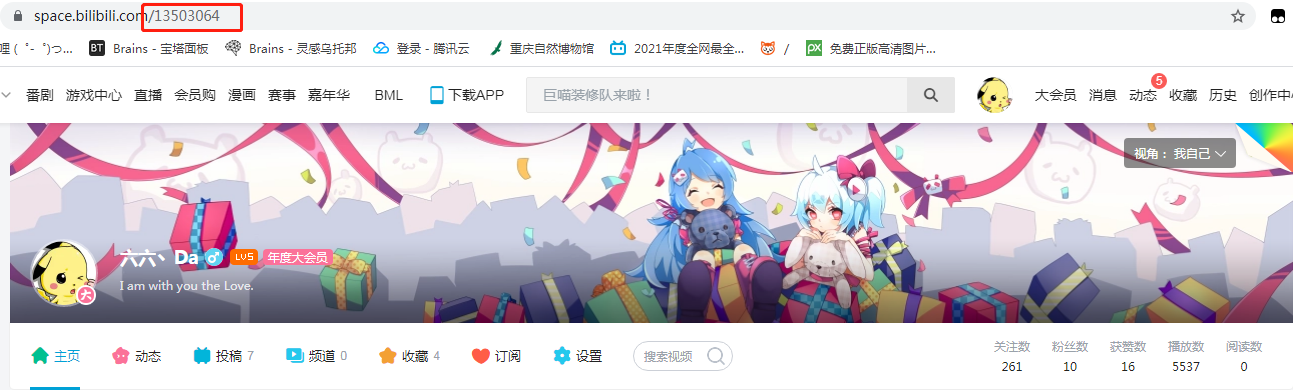 space.bilibili.com/13503064
哩 ( ゜- ゜)つ... BT Brains - 宝塔面板 Brains - 灵感乌托邦 登录 - 腾讯云 重庆自然博物馆 2021年度全网最全... / px 免费正版高清图片...
番剧 游戏中心 直播 会员购 漫画 赛事 嘉年华 BML 下载APP 巨喵装修队来啦！ 大会员 消息 动态 5 收藏 历史 创作中
视角：我自己
六六丶Da LV5 年度大会员
大 I am with you the Love.
主页 动态 投稿 7 频道 0 收藏 4 订阅 设置 搜索视频
关注数 粉丝数 获赞数 播放数 阅读数
261 10 16 5537 0